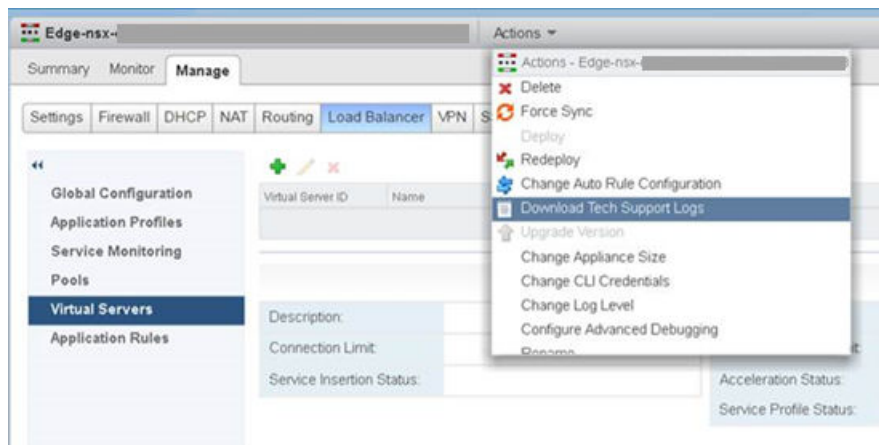 Edge-nsx- Actions
Summary Monitor Manage
Actions - Edge-nsx-
Delete
Settings Firewall DHCP NAT Routing Load Balancer VPN S
Force Sync
Deploy
Redeploy
Global Configuration
Virtual Server ID Name
Change Auto Rule Configuration
Application Profiles
Download Tech Support Logs
Service Monitoring
Upgrade Version
Pools
Change Appliance Size
Change CLI Credentials
Virtual Servers
Description:
Change Log Level
Application Rules
Configure Advanced Debugging
Connection Limit:
Rename
Service Insertion Status:
Acceleration Status:
Service Profile Status: